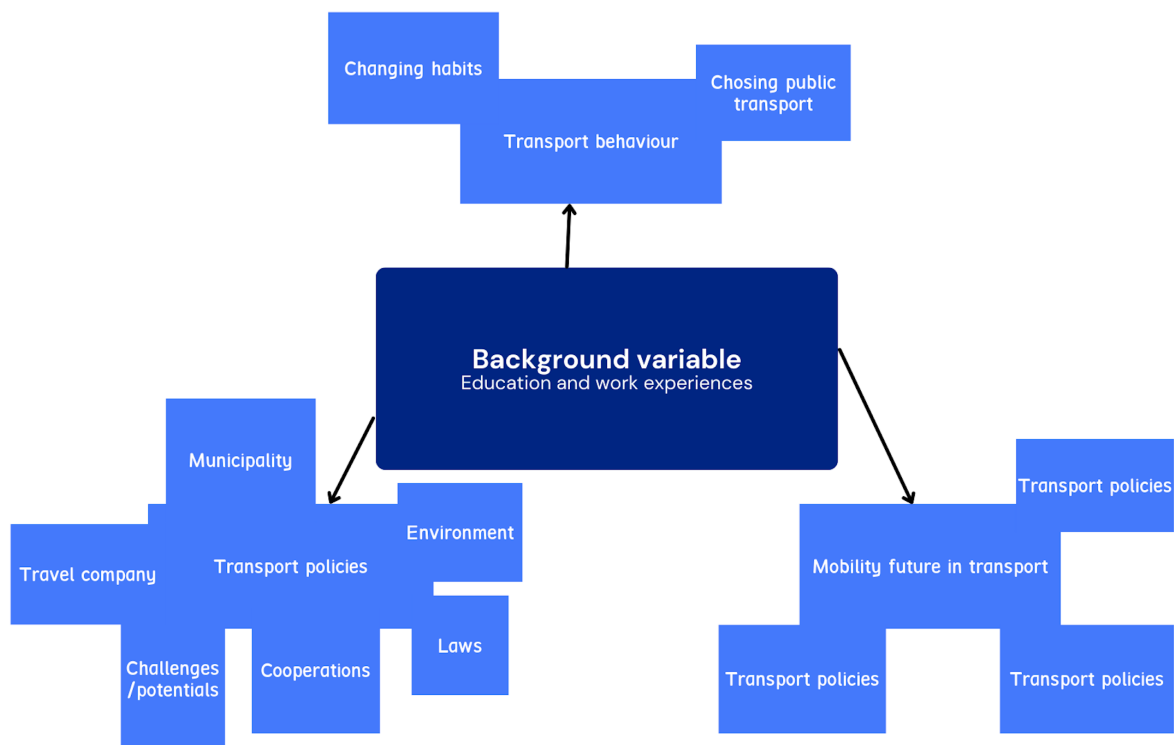 Changing habits
Chosing public
transport
Transport behaviour
Background variable
Education and work experiences
Municipality
Environment
Transport policies
Travel company
Laws
Challenges
/potentials
Cooperations
Transport policies
Mobility future in transport
Transport policies
Transport policies